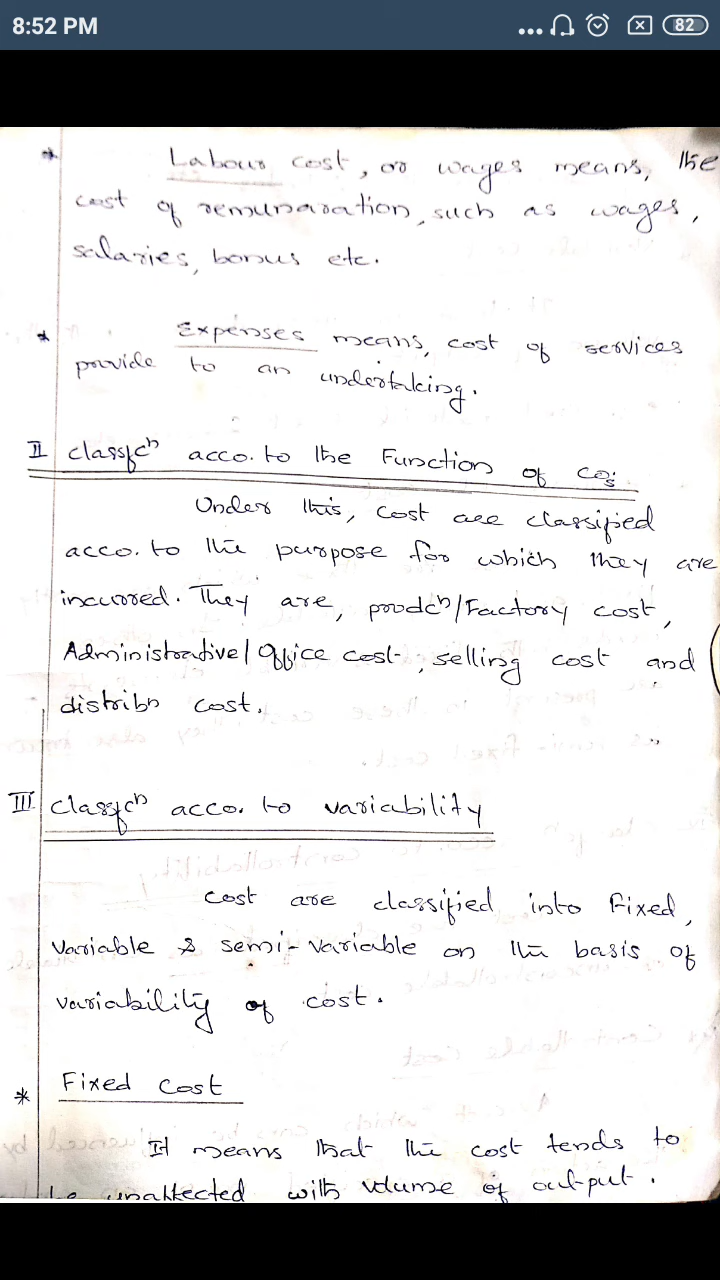 8:52 PM
82
* Labour cost, or wages means, the
cost of remunaration, such as wages,
salaries, bonus etc.
* Expenses means, cost of services
provide to an undertaking.
II classfcn acco. to the Function of co:s
Under this, cost are classified
acco. to the purpose for which they are
incurred. They are, prodcn/Factory cost,
Administrative/Office cost, selling cost and
distribn cost.
III classfcn acco. to variability
Cost are classified into Fixed,
Variable & semi-variable on the basis of
variability of cost.
* Fixed Cost
It means that the cost tends to
be unaffected with volume of output.